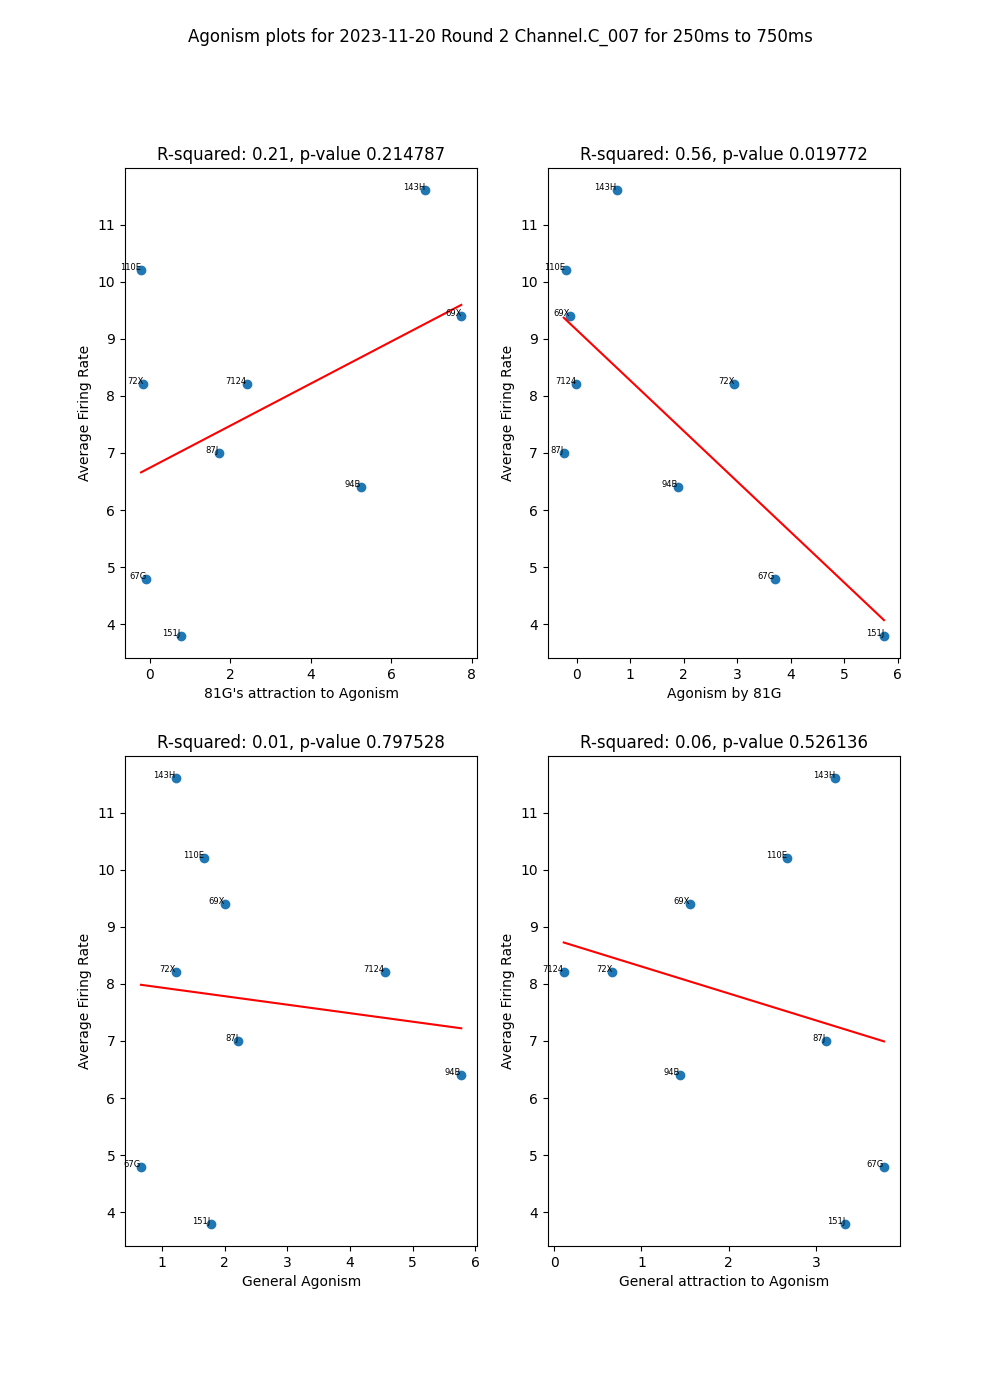 Agonism plots for 2023-11-20 Round 2 Channel.C_007 for 250ms to 750ms
R-squared: 0.21, p-value 0.214787
143H
110E
69X
72X
7124
87J
94B
67G
151J
11
10
9
8
7
6
5
4
Average Firing Rate
0 2 4 6 8
81G's attraction to Agonism
R-squared: 0.56, p-value 0.019772
143H
110E
69X
7124
72X
87J
94B
67G
151J
11
10
9
8
7
6
5
4
Average Firing Rate
0 1 2 3 4 5 6
Agonism by 81G
R-squared: 0.01, p-value 0.797528
143H
110E
69X
72X
7124
87J
94B
67G
151J
11
10
9
8
7
6
5
4
Average Firing Rate
1 2 3 4 5 6
General Agonism
R-squared: 0.06, p-value 0.526136
143H
110E
69X
7124
72X
87J
94B
67G
151J
11
10
9
8
7
6
5
4
Average Firing Rate
0 1 2 3
General attraction to Agonism